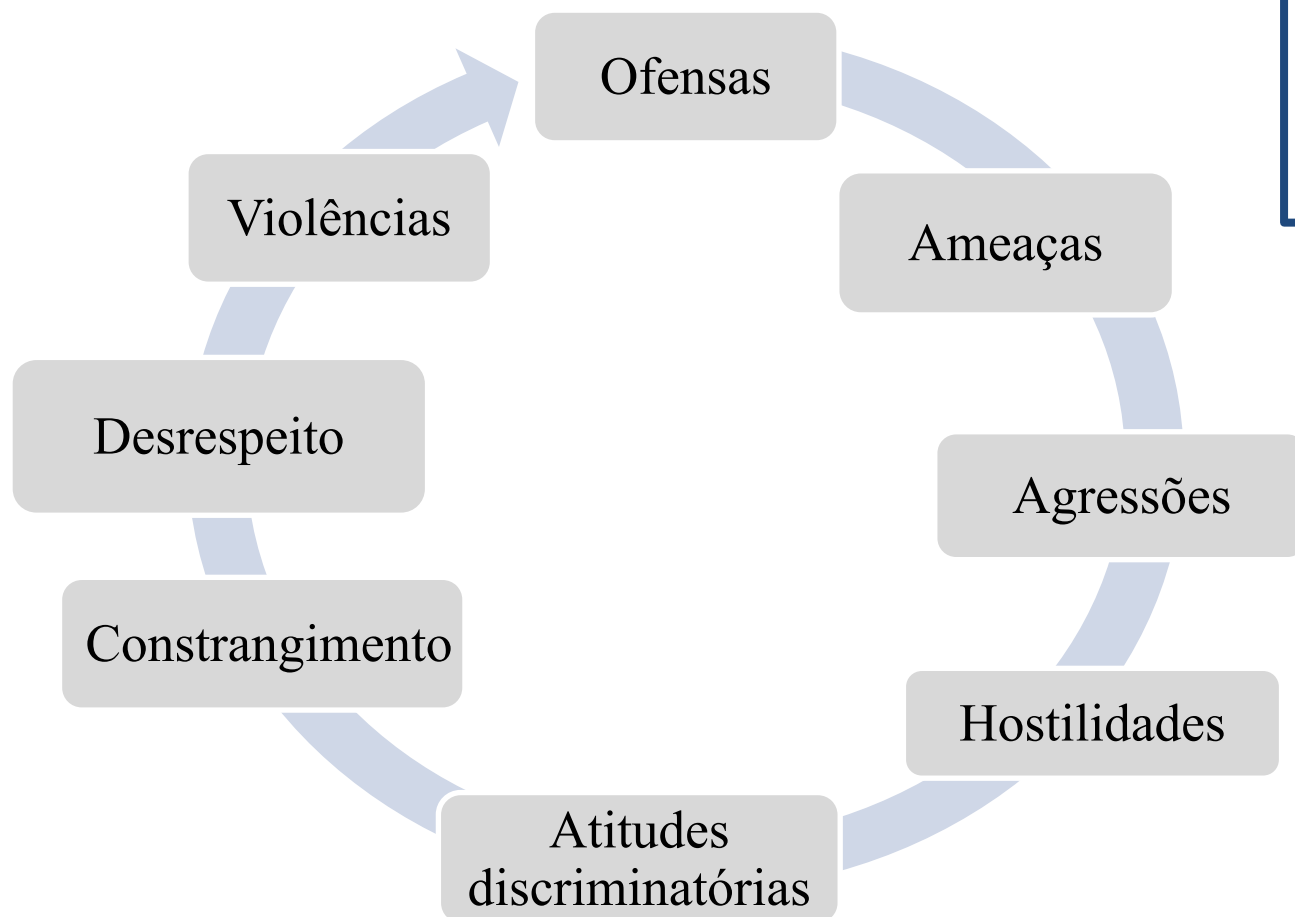 Ofensas
Ameaças
Agressões
Hostilidades
Atitudes
discriminatórias
Constrangimento
Desrespeito
Violências